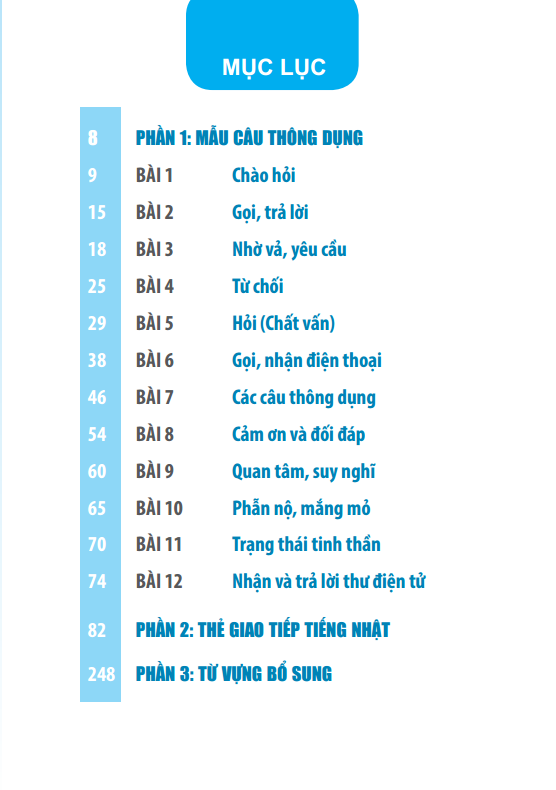 MỤC LỤC
8 PHẦN 1: MẪU CÂU THÔNG DỤNG
9 BÀI 1 Chào hỏi
15 BÀI 2 Gọi, trả lời
18 BÀI 3 Nhờ vả, yêu cầu
25 BÀI 4 Từ chối
29 BÀI 5 Hỏi (Chất vấn)
38 BÀI 6 Gọi, nhận điện thoại
46 BÀI 7 Các câu thông dụng
54 BÀI 8 Cảm ơn và đối đáp
60 BÀI 9 Quan tâm, suy nghĩ
65 BÀI 10 Phẫn nộ, mắng mỏ
70 BÀI 11 Trạng thái tinh thần
74 BÀI 12 Nhận và trả lời thư điện tử
82 PHẦN 2: THẺ GIAO TIẾP TIẾNG NHẬT
248 PHẦN 3: TỪ VỰNG BỔ SUNG